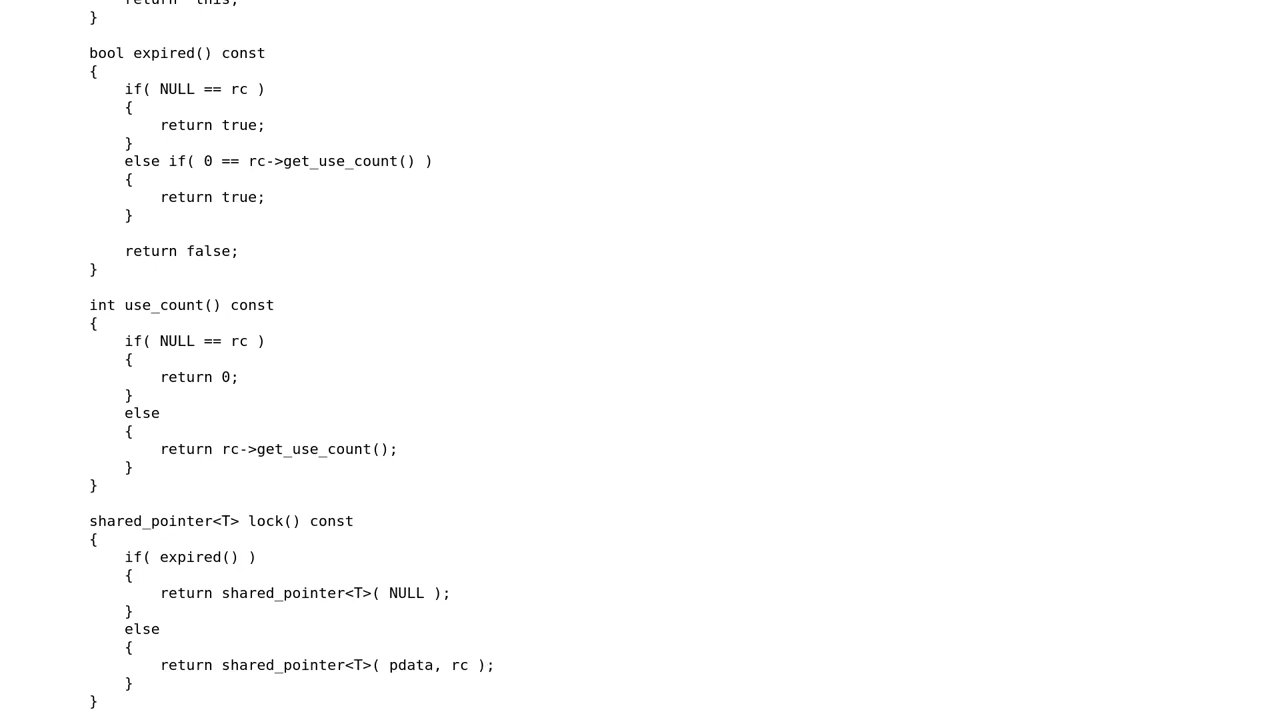 }
bool expired() const
{
if( NULL == rc )
{
return true;
}
else if( 0 == rc->get_use_count() )
{
return true;
}
return false;
}
int use_count() const
{
if( NULL == rc )
{
return 0;
}
else
{
return rc->get_use_count();
}
}
shared_pointer<T> lock() const
{
if( expired() )
{
return shared_pointer<T>( NULL );
}
else
{
return shared_pointer<T>( pdata, rc );
}
}